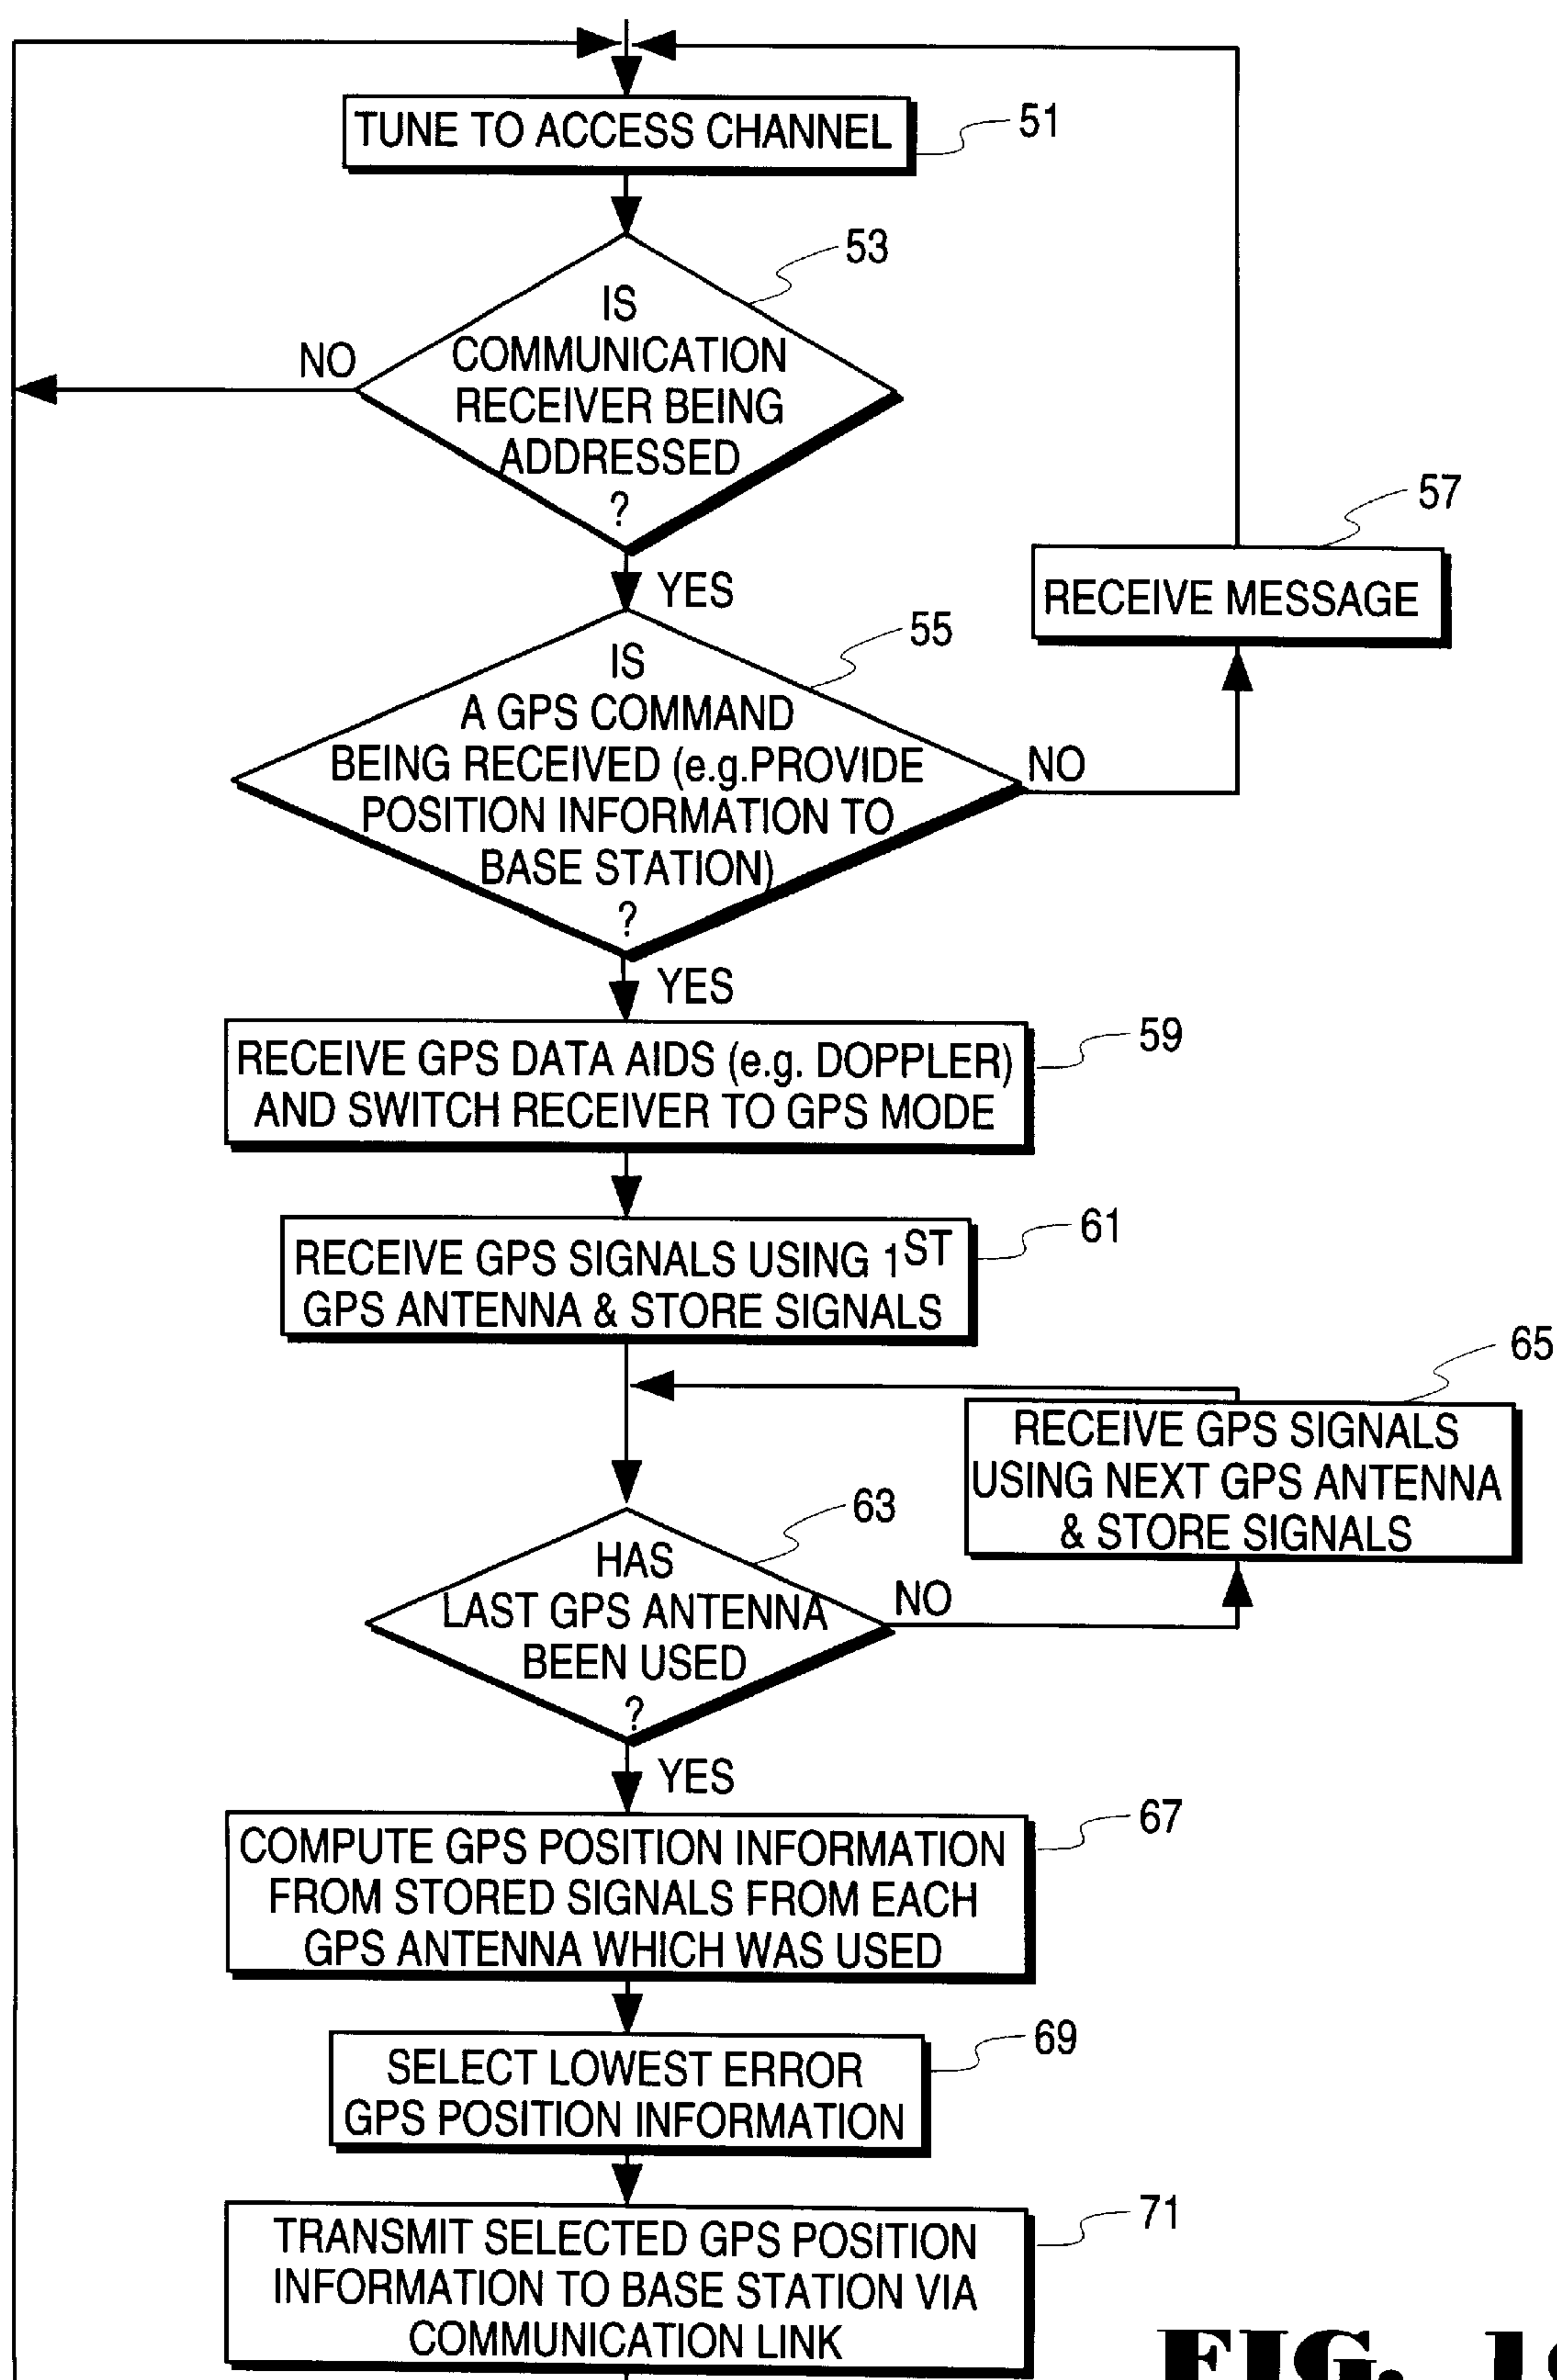 TUNE TO ACCESS CHANNEL
51
53
IS
COMMUNICATION
RECEIVER BEING
ADDRESSED
?
NO
YES
57
RECEIVE MESSAGE
55
IS
A GPS COMMAND
BEING RECEIVED (e.g.PROVIDE
POSITION INFORMATION TO
BASE STATION)
?
NO
YES
59
RECEIVE GPS DATA AIDS (e.g. DOPPLER)
AND SWITCH RECEIVER TO GPS MODE
61
RECEIVE GPS SIGNALS USING 1ST
GPS ANTENNA & STORE SIGNALS
65
RECEIVE GPS SIGNALS
USING NEXT GPS ANTENNA
& STORE SIGNALS
63
HAS
LAST GPS ANTENNA
BEEN USED
?
NO
YES
67
COMPUTE GPS POSITION INFORMATION
FROM STORED SIGNALS FROM EACH
GPS ANTENNA WHICH WAS USED
69
SELECT LOWEST ERROR
GPS POSITION INFORMATION
71
TRANSMIT SELECTED GPS POSITION
INFORMATION TO BASE STATION VIA
COMMUNICATION LINK
FIG.